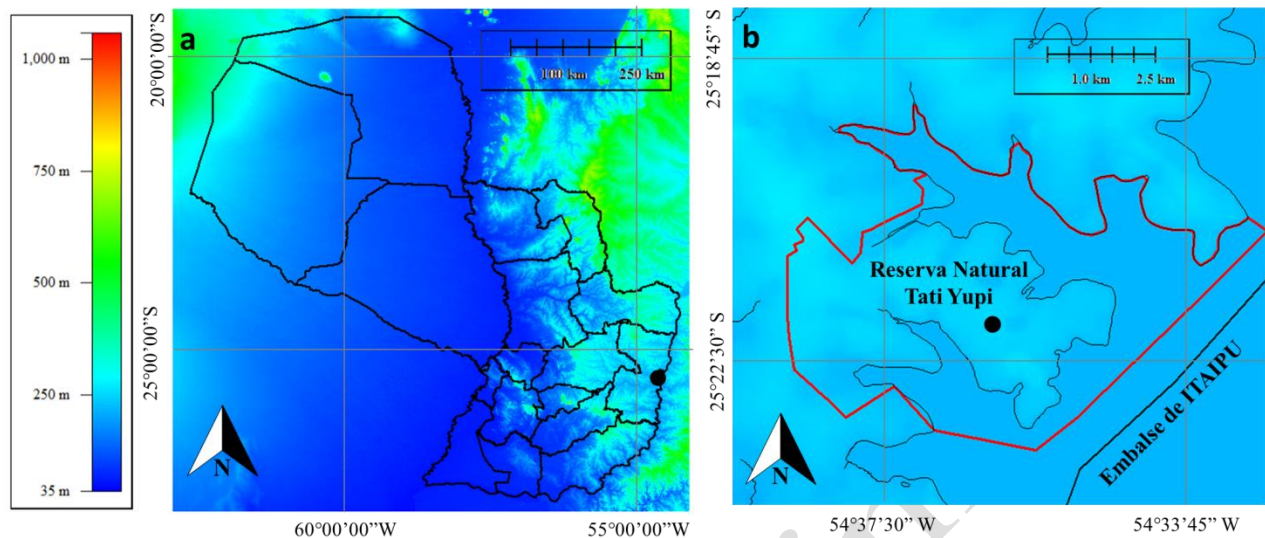 1,000 m
750 m
500 m
250 m
35 m
a
100 km 250 km
20°00’00”S
25°00’00”S
N
60°00’00”W 55°00’00”W
b
1.0 km 2.5 km
25°18’45” S
25°22’30” S
Reserva Natural
Tati Yupi
Embalse de ITAIPU
N
54°37’30” W 54°33’45” W